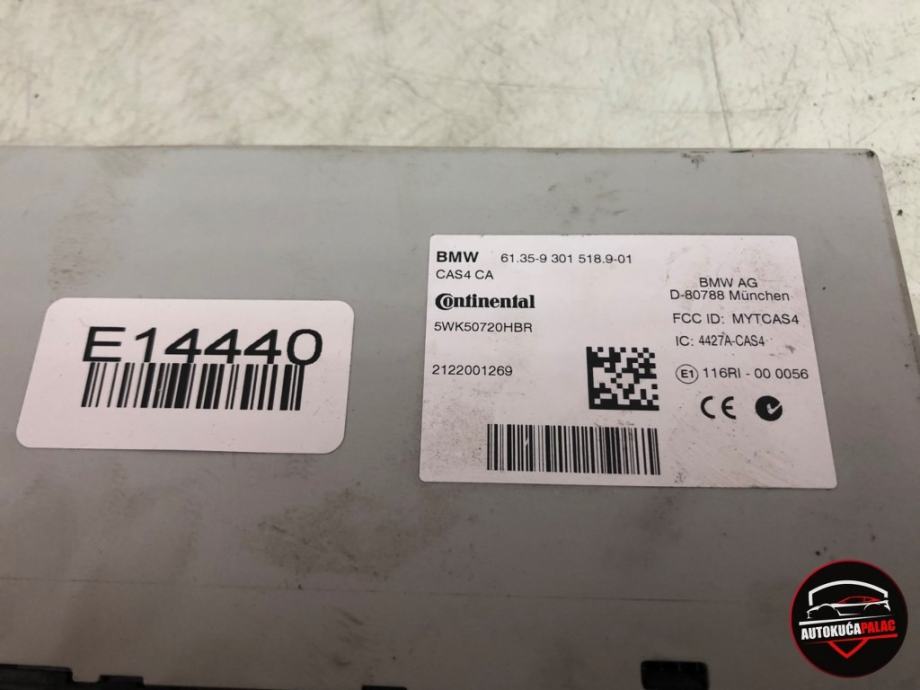 E14440
BMW 61.35-9 301 518.9-01
CAS4 CA
Continental
5WK50720HBR
2122001269
BMW AG
D-80788 München
FCC ID: MYTCAS4
IC: 4427A-CAS4
E1 116RI - 00 0056
CE
AUTOKUĆA PALAC